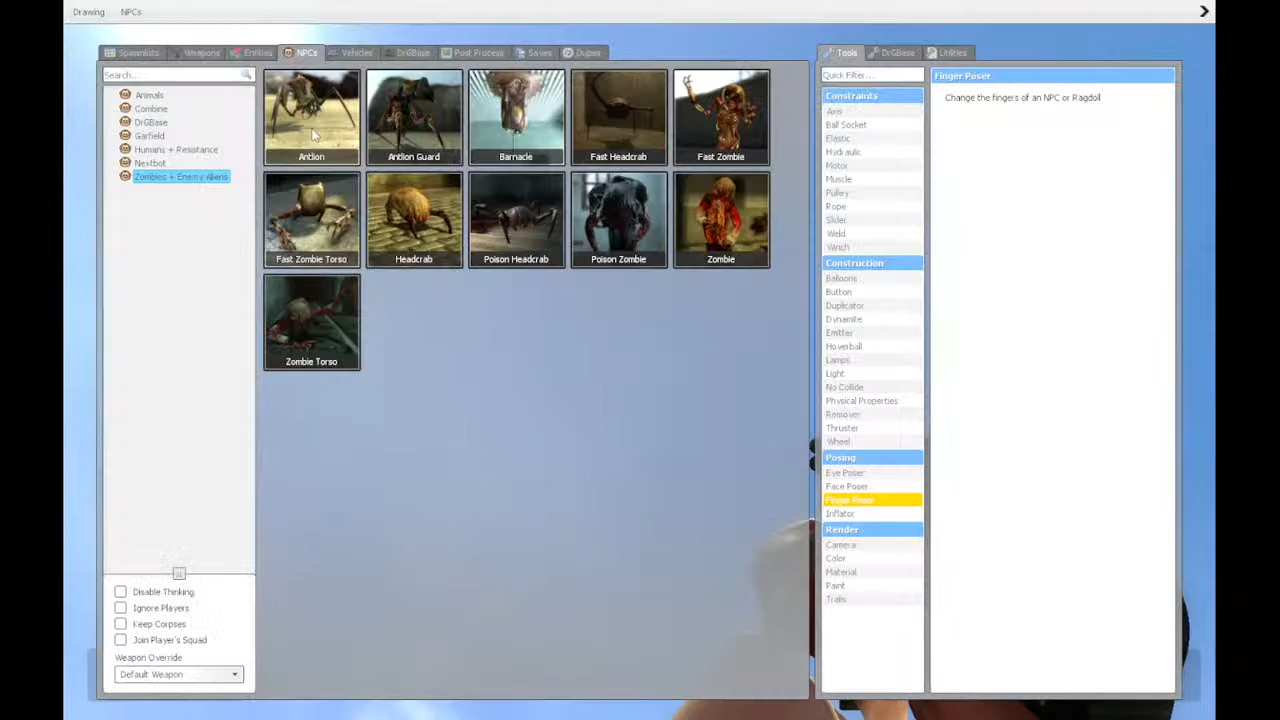 Drawing NPCs
Spawnlists Weapons Entities NPCs Vehicles DrGBase Post Process Saves Dupes
Search...
Animals
Combine
DrGBase
Garfield
Humans + Resistance
Nextbot
Zombies + Enemy Aliens
Antlion
Antlion Guard
Barnacle
Fast Headcrab
Fast Zombie
Fast Zombie Torso
Headcrab
Poison Headcrab
Poison Zombie
Zombie
Zombie Torso
Disable Thinking
Ignore Players
Keep Corpses
Join Player's Squad
Weapon Override
Default Weapon
Tools DrGBase Utilities
Quick Filter...
Constraints
Axis
Ball Socket
Elastic
Hydraulic
Motor
Muscle
Pulley
Rope
Slider
Weld
Winch
Construction
Balloons
Button
Duplicator
Dynamite
Emitter
Hoverball
Lamps
Light
No Collide
Physical Properties
Remover
Thruster
Wheel
Posing
Eye Poser
Face Poser
Finger Poser
Inflator
Render
Camera
Color
Material
Paint
Trails
Finger Poser
Change the fingers of an NPC or Ragdoll